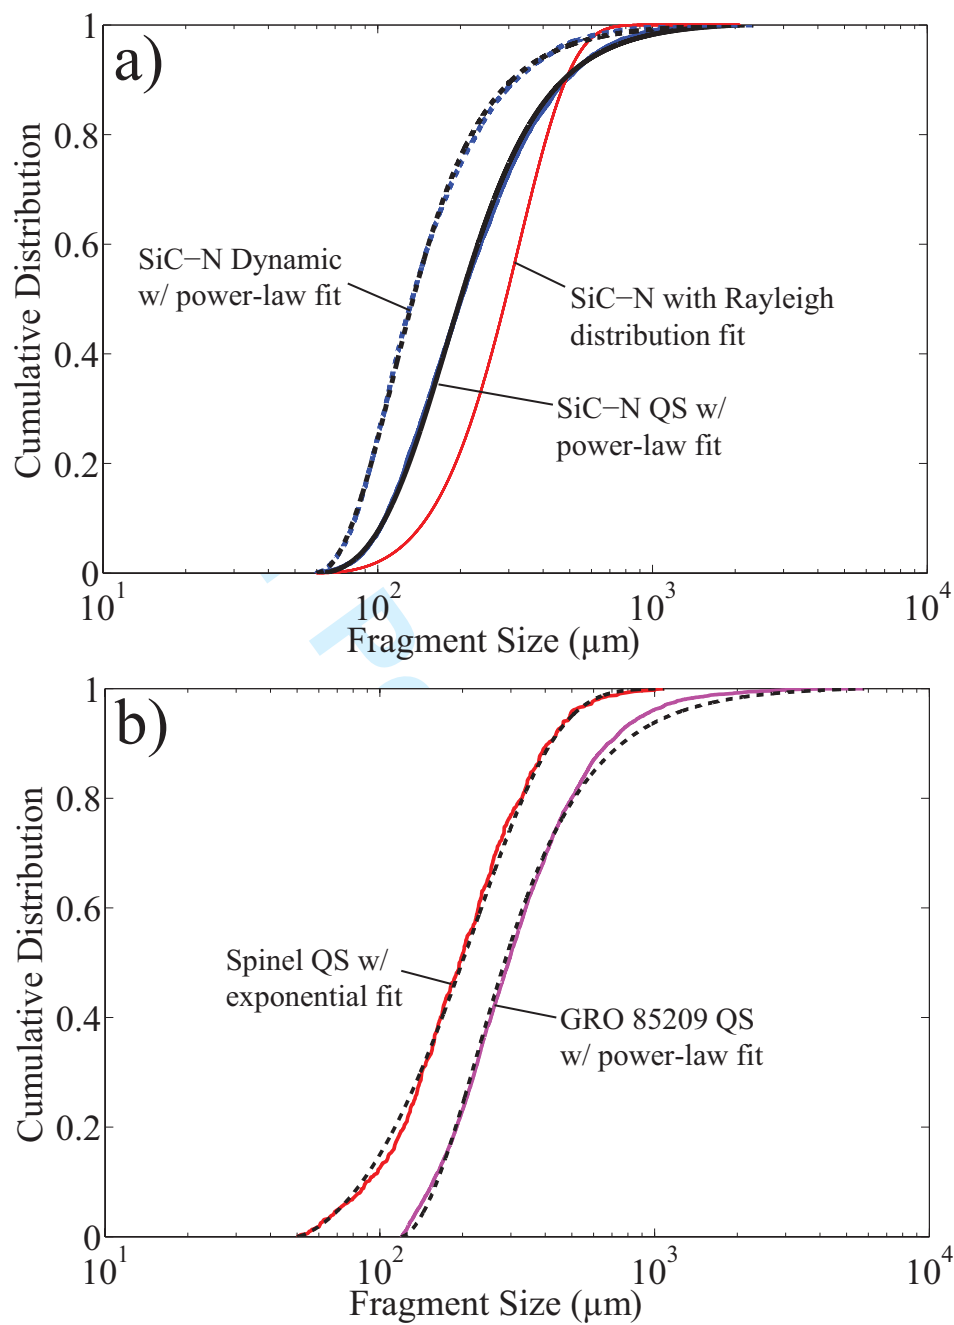 a)
1
0.8
0.6
0.4
0.2
0
Cumulative Distribution
SiC−N Dynamic
w/ power-law fit
SiC−N with Rayleigh
distribution fit
SiC−N QS w/
power-law fit
10^1 10^2 10^3 10^4
Fragment Size (µm)
b)
1
0.8
0.6
0.4
0.2
0
Cumulative Distribution
Spinel QS w/
exponential fit
GRO 85209 QS
w/ power-law fit
10^1 10^2 10^3 10^4
Fragment Size (µm)